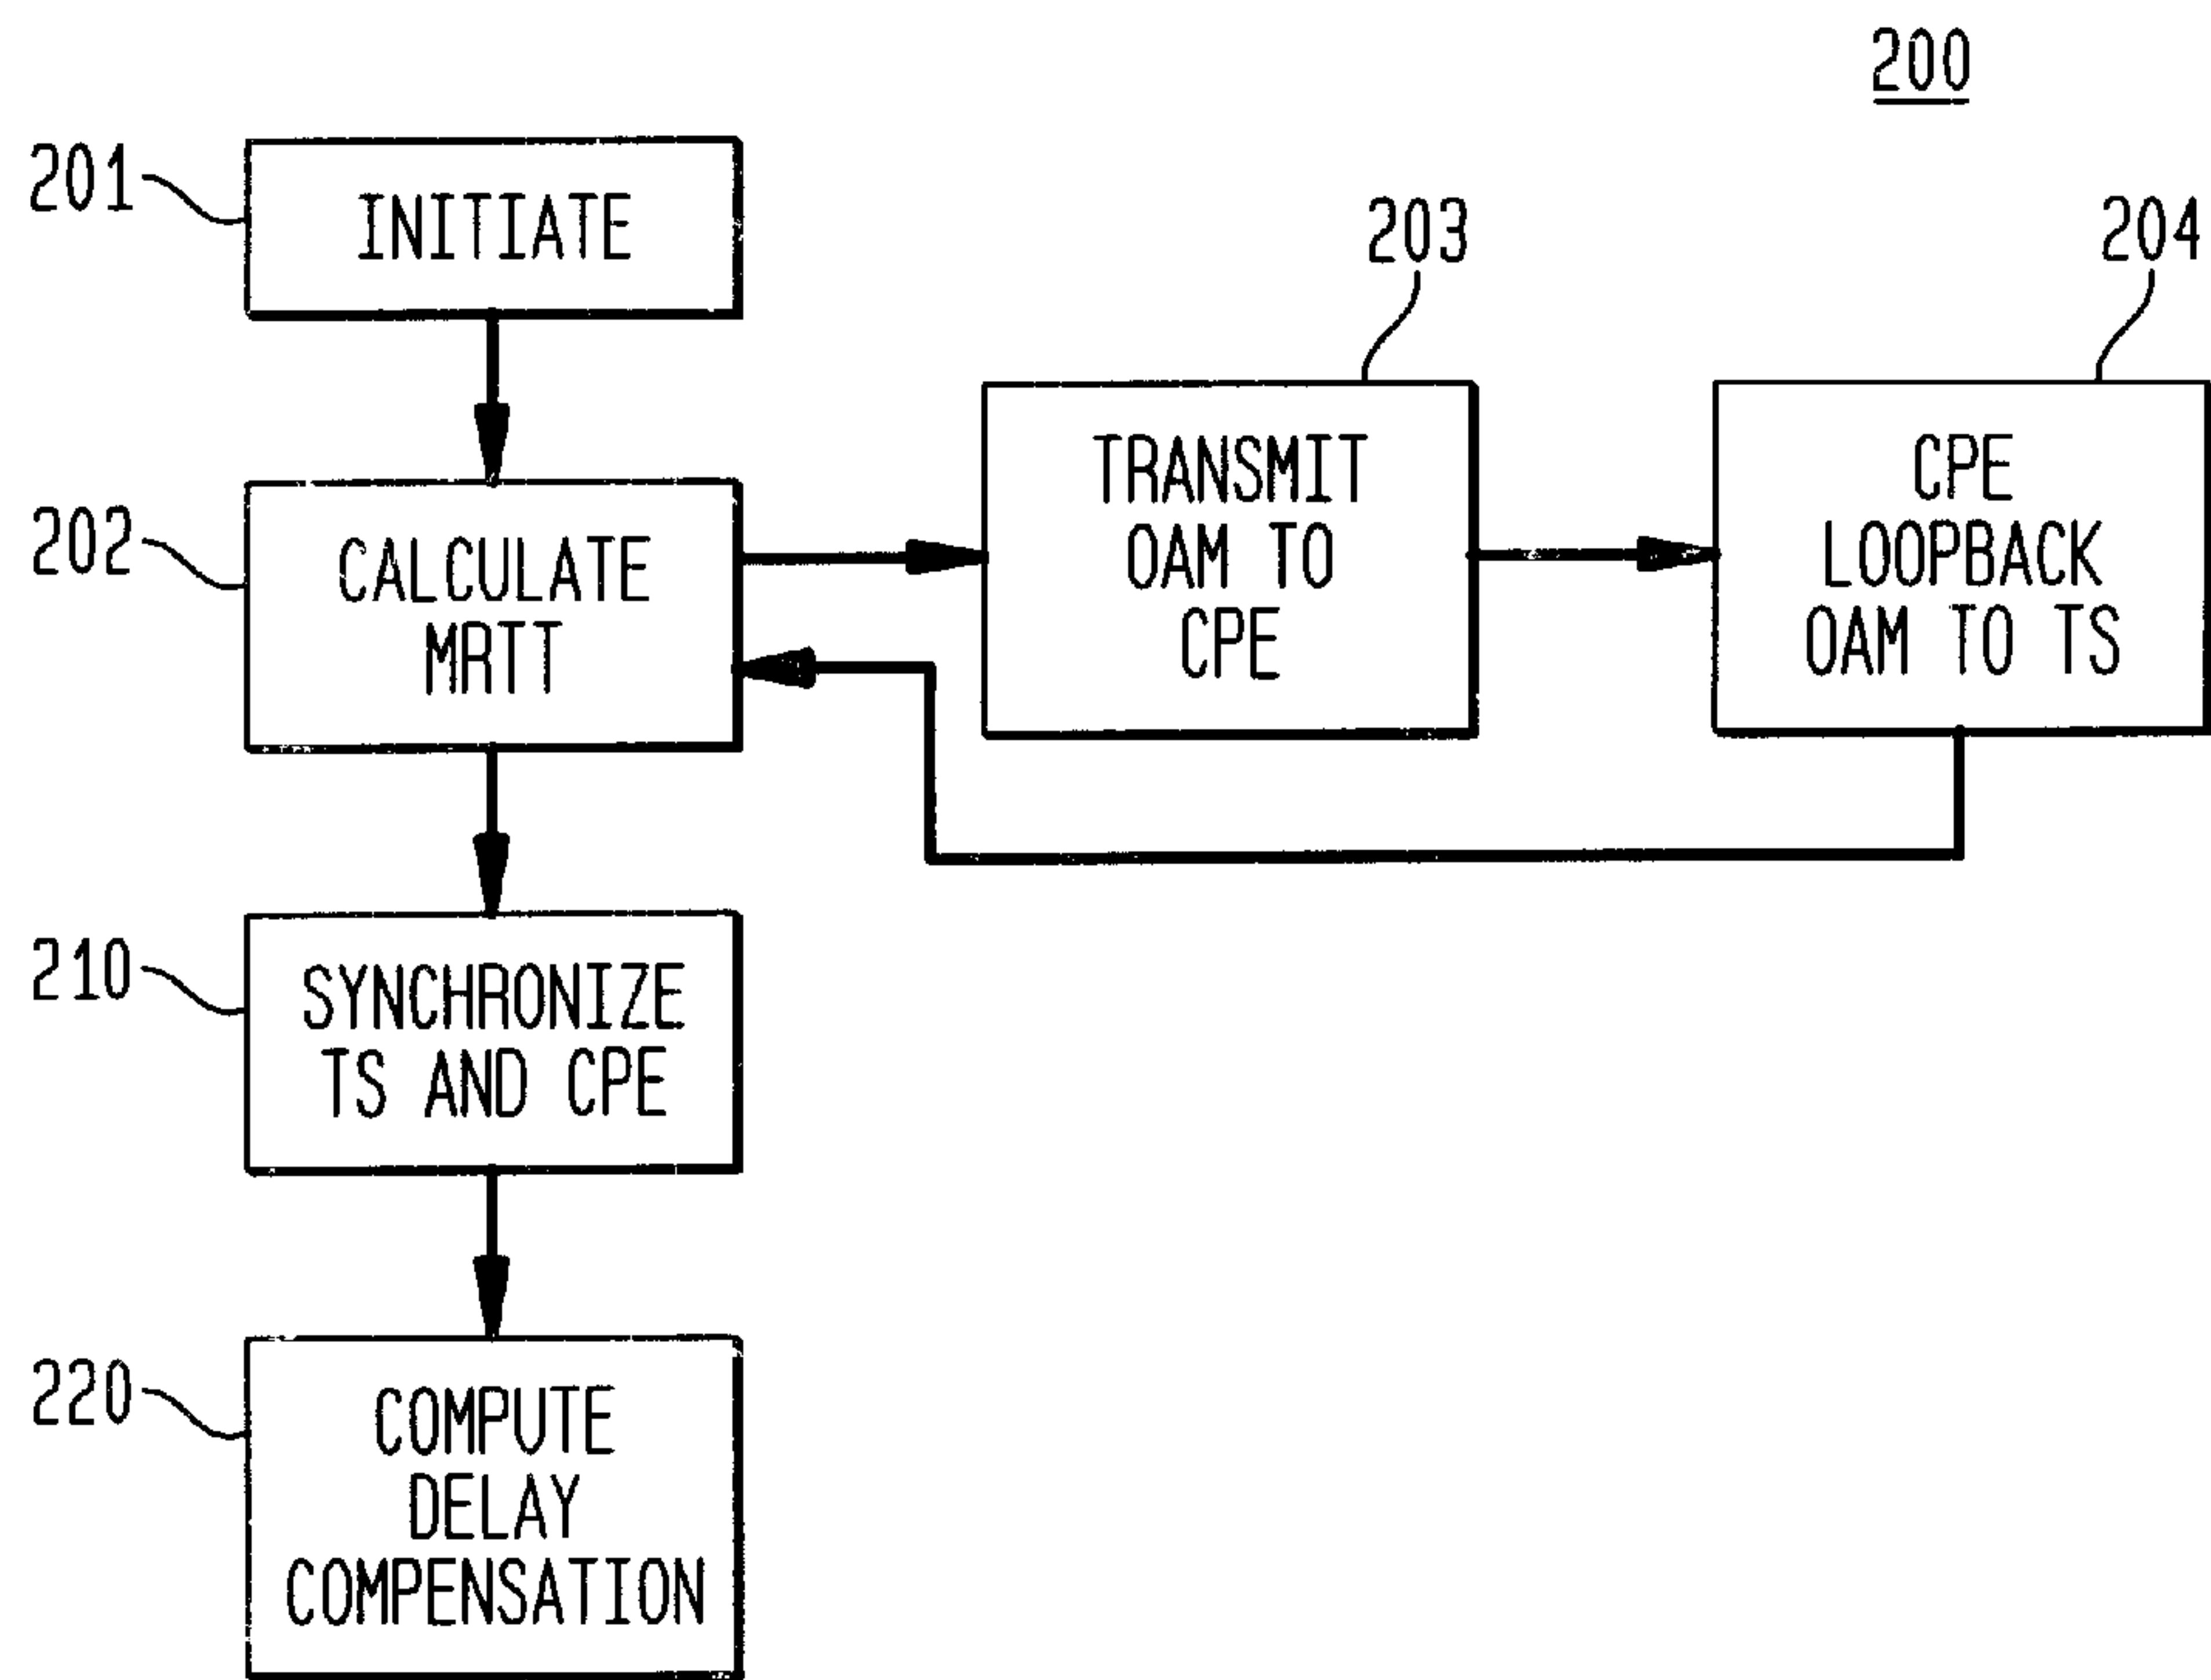 200
201
INITIATE
203
204
202
CALCULATE
MRTT
TRANSMIT
OAM TO
CPE
CPE
LOOPBACK
OAM TO TS
210
SYNCHRONIZE
TS AND CPE
220
COMPUTE
DELAY
COMPENSATION